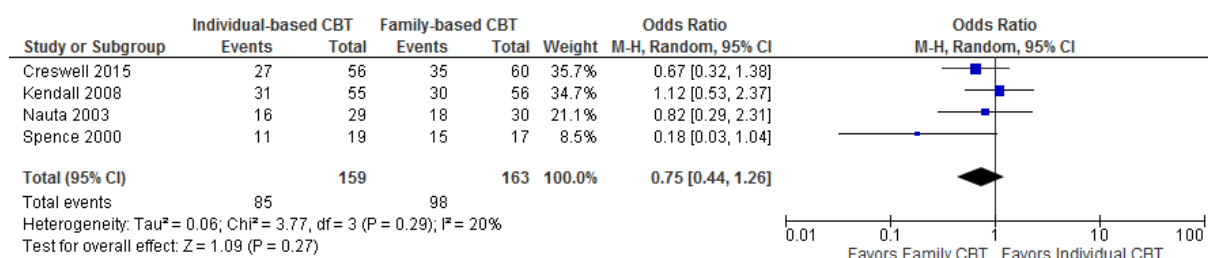 Individual-based CBT Family-based CBT Odds Ratio Odds Ratio
Study or Subgroup Events Total Events Total Weight M-H, Random, 95% CI M-H, Random, 95% CI
Creswell 2015 27 56 35 60 35.7% 0.67 [0.32, 1.38]
Kendall 2008 31 55 30 56 34.7% 1.12 [0.53, 2.37]
Nauta 2003 16 29 18 30 21.1% 0.82 [0.29, 2.31]
Spence 2000 11 19 15 17 8.5% 0.18 [0.03, 1.04]
Total (95% CI) 159 163 100.0% 0.75 [0.44, 1.26]
Total events 85 98
Heterogeneity: Tau² = 0.06; Chi² = 3.77, df = 3 (P = 0.29); I² = 20%
Test for overall effect: Z = 1.09 (P = 0.27)
0.01 0.1 1 10 100
Favors Family CBT Favors Individual CBT